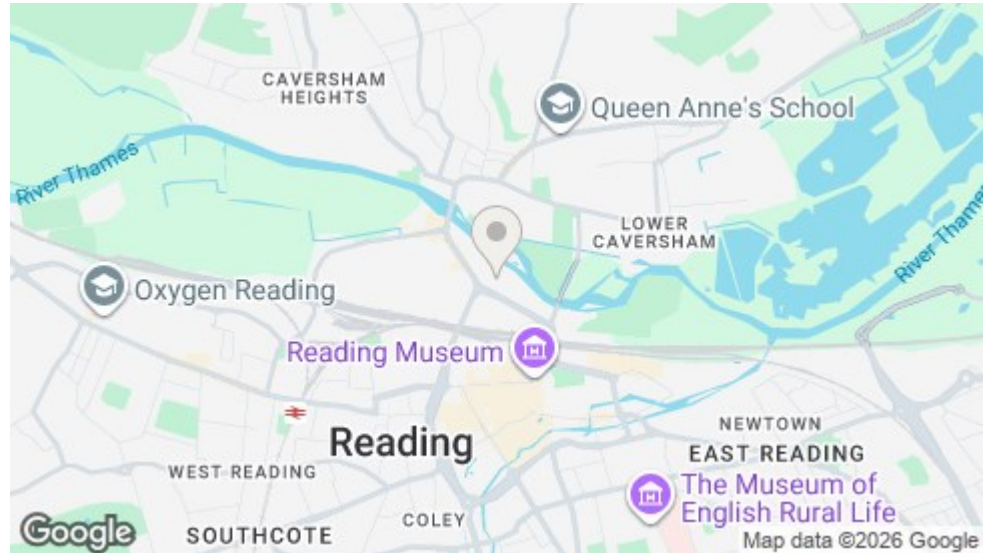 CAVERSHAM
HEIGHTS
Queen Anne's School
River Thames
LOWER
CAVERSHAM
River Thames
Oxygen Reading
Reading Museum
Reading
NEWTOWN
EAST READING
WEST READING
The Museum of
English Rural Life
COLEY
SOUTHCOTE
Google
Map data ©2026 Google